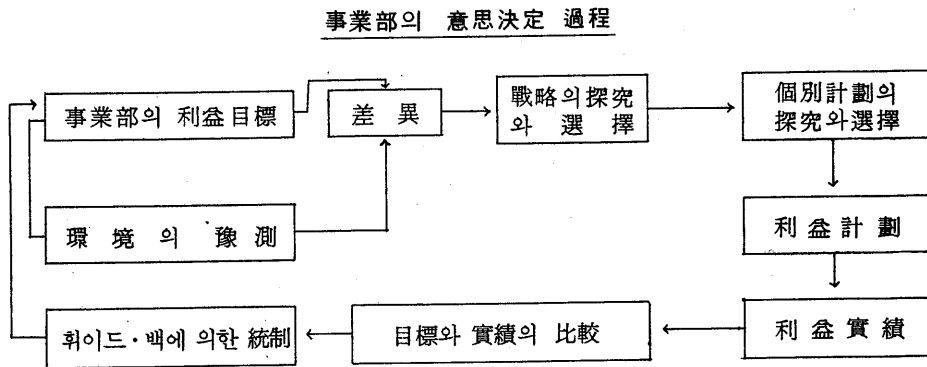 事業部의 意思決定 過程
事業部의 利益目標
差異
戰略의探究
와 選擇
個別計劃의
探究와選擇
環境의 豫測
利益計劃
휘이드·백에 의한 統制
目標와 實績의 比較
利益實績